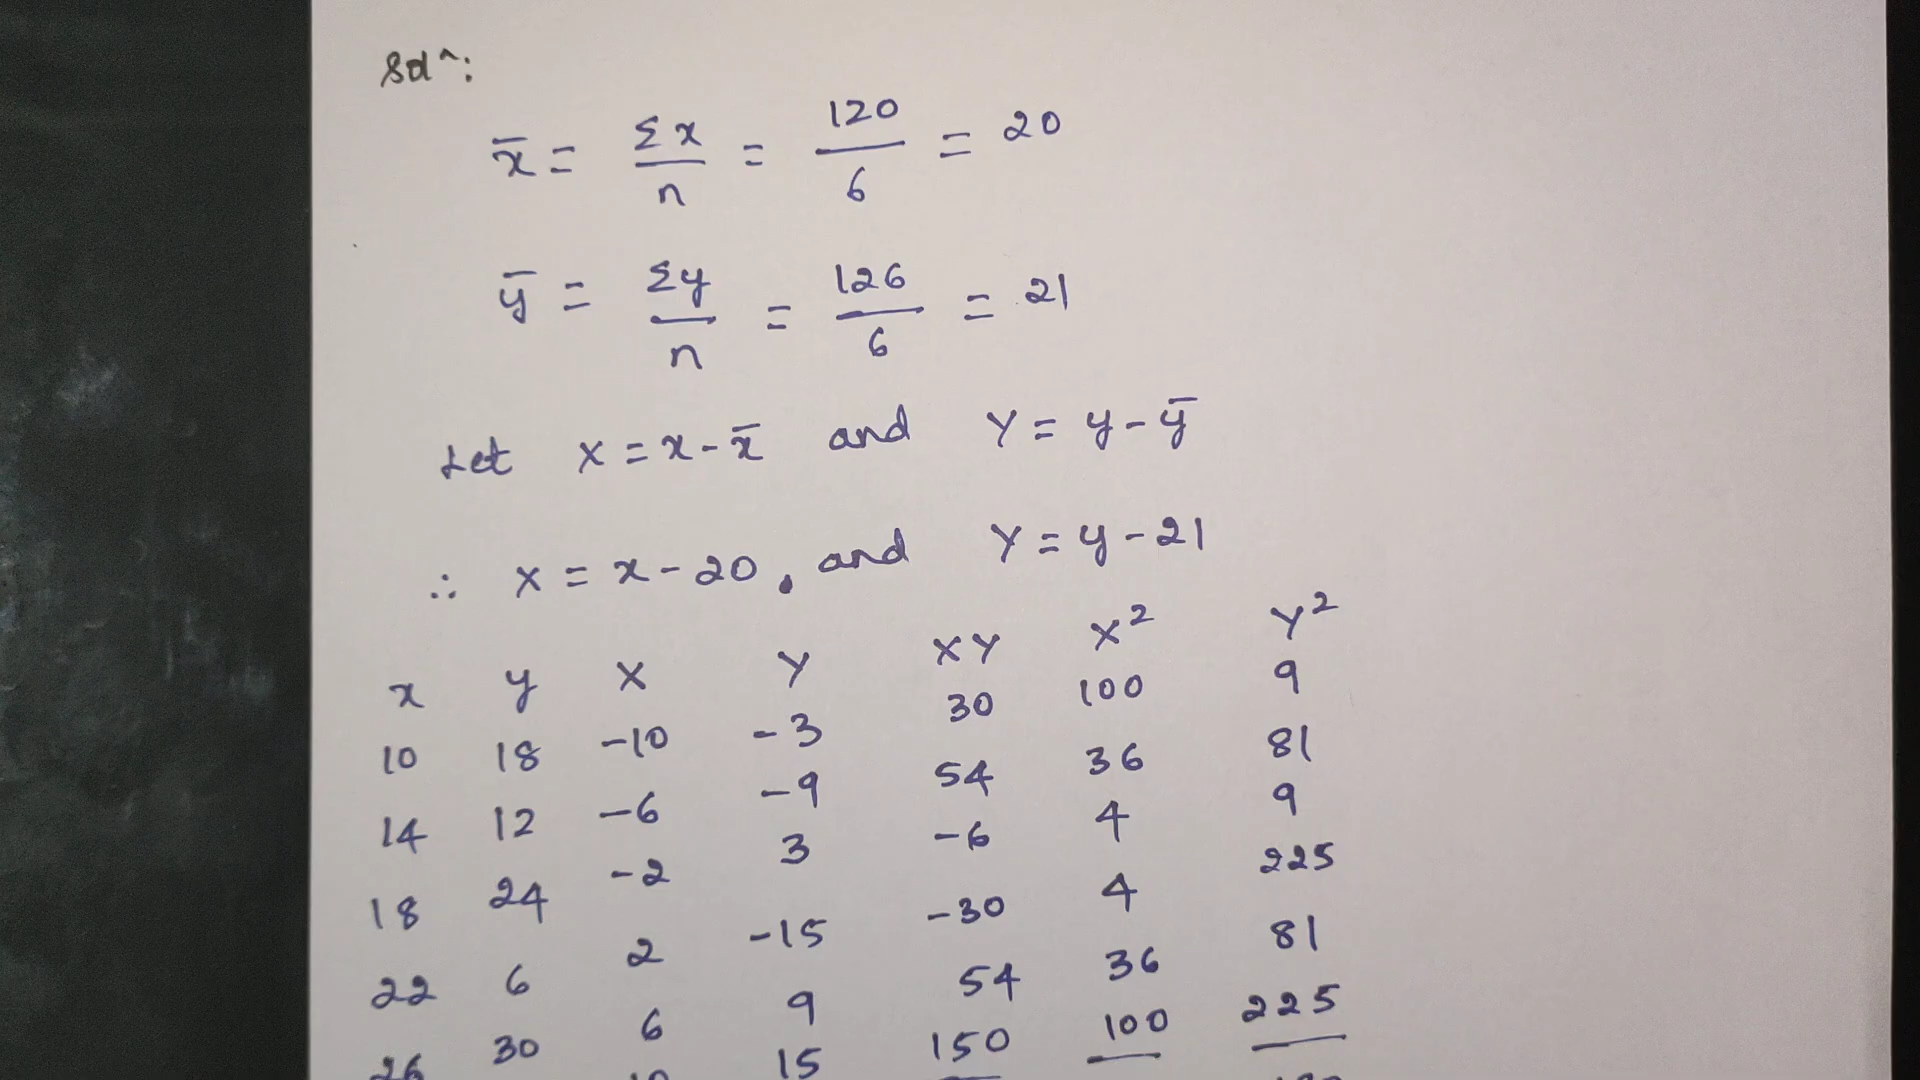 Soln:
x̄ = Σx/n = 120/6 = 20
ȳ = Σy/n = 126/6 = 21
Let X = x - x̄ and Y = y - ȳ
∴ X = x - 20, and Y = y - 21
x y X Y XY X² Y²
10 18 -10 -3 30 100 9
14 12 -6 -9 54 36 81
18 24 -2 3 -6 4 9
22 6 2 -15 -30 4 225
26 30 6 9 54 36 81
15 150 100 225